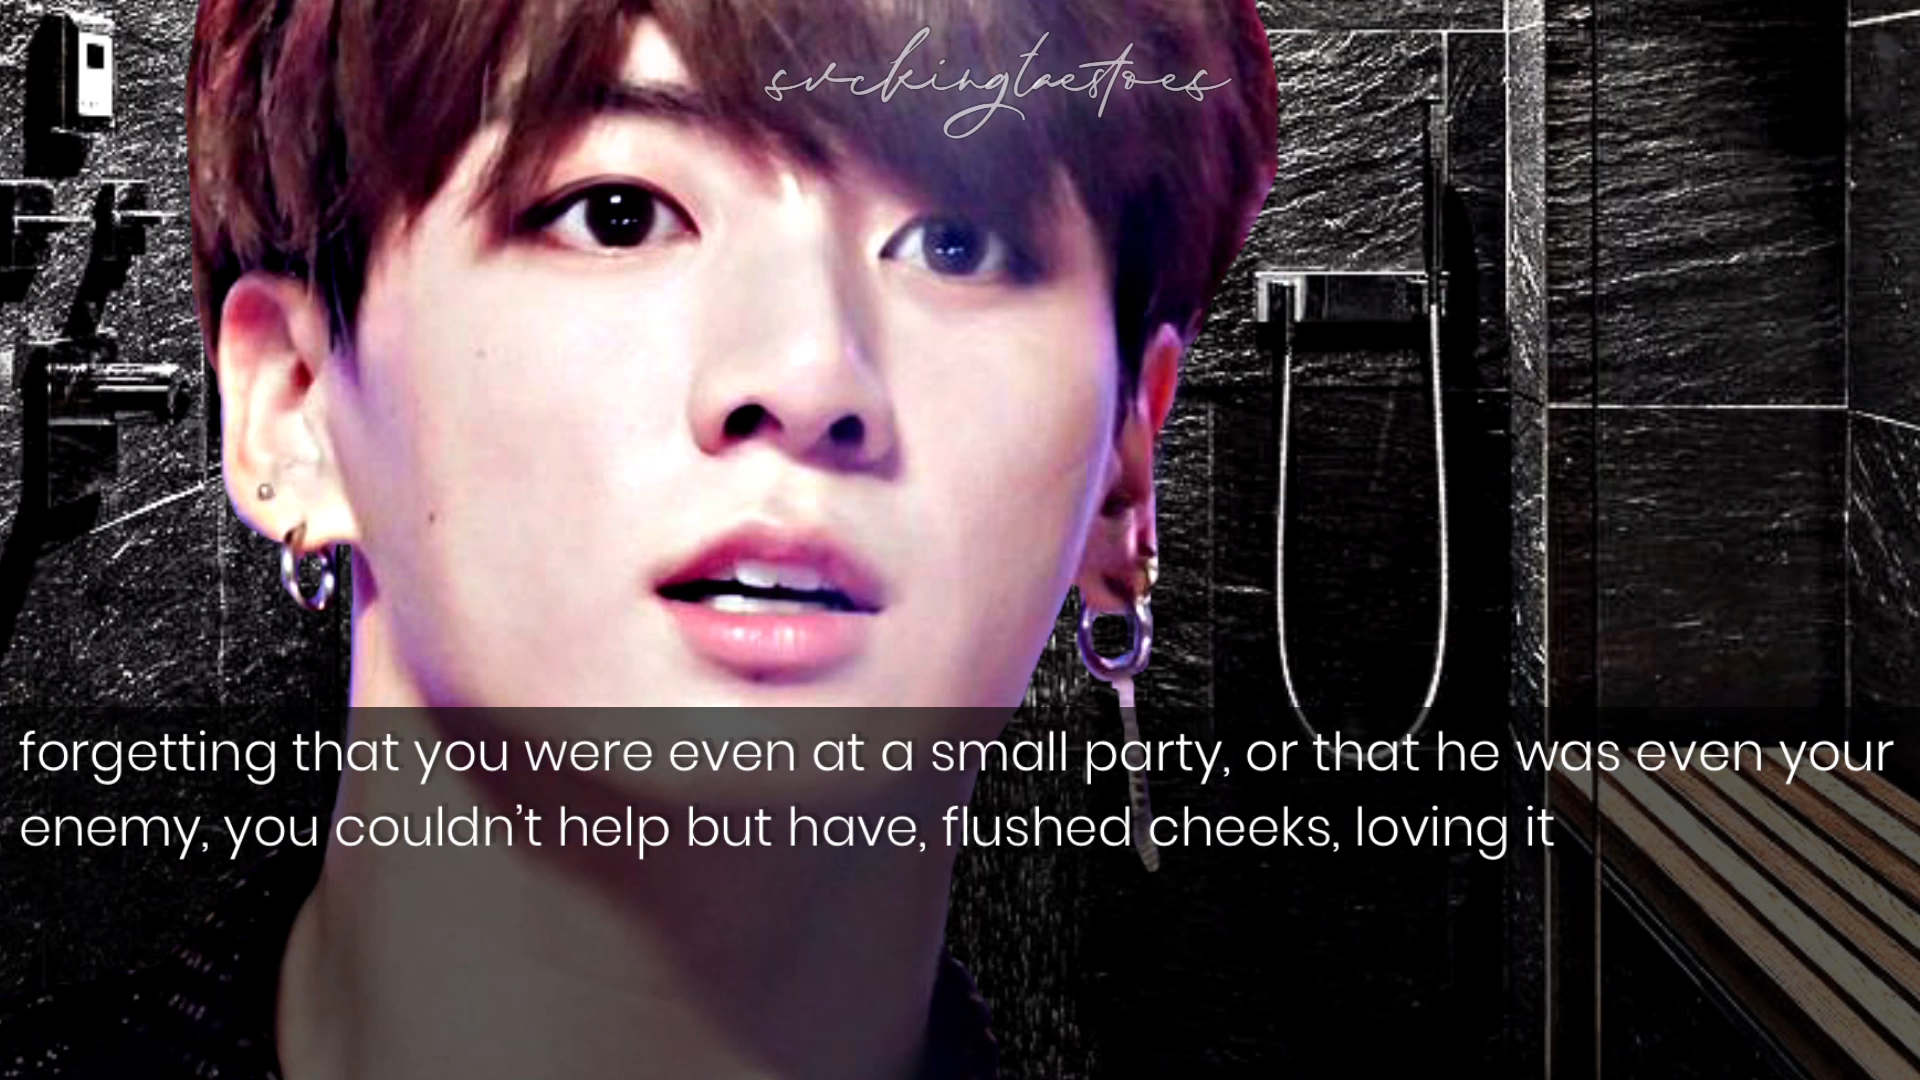 svckingtaestoes
forgetting that you were even at a small party, or that he was even your
enemy, you couldn’t help but have, flushed cheeks, loving it